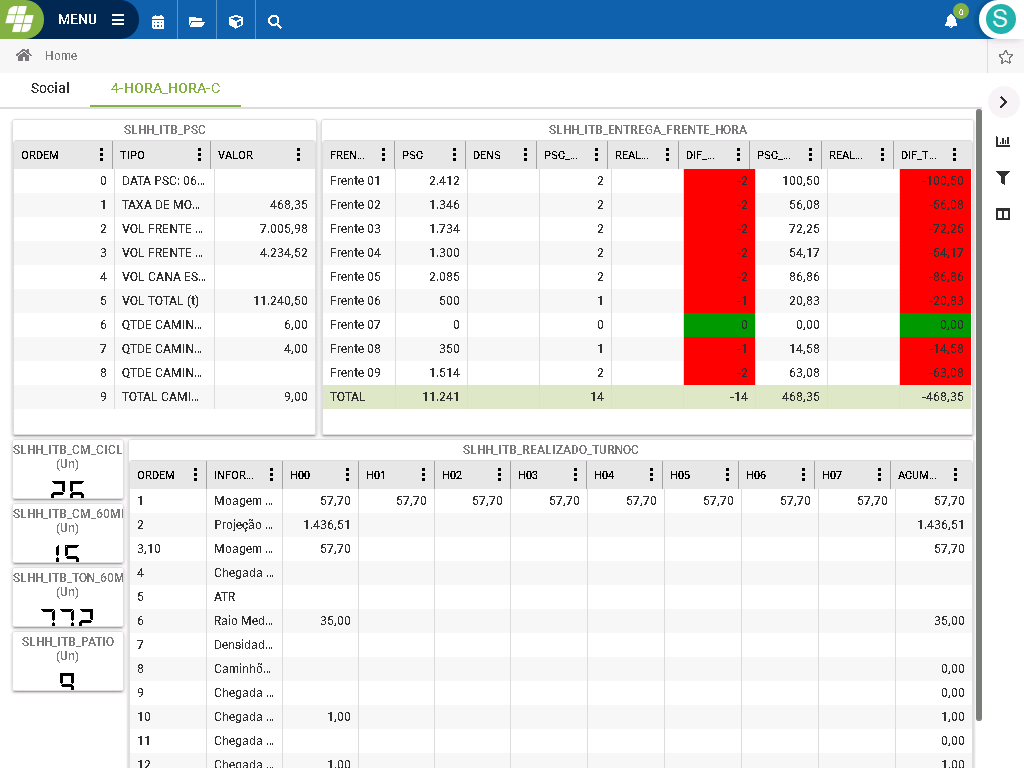 MENU
0
S
Home
Social 4-HORA_HORA-C
SLHH_ITB_PSC
ORDEM TIPO VALOR
0 DATA PSC: 06...
1 TAXA DE MO... 468,35
2 VOL FRENTE ... 7.005,98
3 VOL FRENTE ... 4.234,52
4 VOL CANA ES...
5 VOL TOTAL (t) 11.240,50
6 QTDE CAMIN... 6,00
7 QTDE CAMIN... 4,00
8 QTDE CAMIN...
9 TOTAL CAMI... 9,00
SLHH_ITB_ENTREGA_FRENTE_HORA
FREN... PSC DENS PSC_... REAL... DIF_... PSC_... REAL... DIF_T...
Frente 01 2.412 2 -2 100,50 -100,50
Frente 02 1.346 2 -2 56,08 -56,08
Frente 03 1.734 2 -2 72,25 -72,25
Frente 04 1.300 2 -2 54,17 -54,17
Frente 05 2.085 2 -2 86,86 -86,86
Frente 06 500 1 -1 20,83 -20,83
Frente 07 0 0 0 0,00 0,00
Frente 08 350 1 -1 14,58 -14,58
Frente 09 1.514 2 -2 63,08 -63,08
TOTAL 11.241 14 -14 468,35 -468,35
SLHH_ITB_CM_CICL
(Un)
26
SLHH_ITB_CM_60MI
(Un)
15
SLHH_ITB_TON_60M
(Un)
772
SLHH_ITB_PATIO
(Un)
9
SLHH_ITB_REALIZADO_TURNOC
ORDEM INFOR... H00 H01 H02 H03 H04 H05 H06 H07 ACUM...
1 Moagem ... 57,70 57,70 57,70 57,70 57,70 57,70 57,70 57,70 57,70
2 Projeção ... 1.436,51 1.436,51
3,10 Moagem ... 57,70 57,70
4 Chegada ...
5 ATR
6 Raio Med... 35,00 35,00
7 Densidad...
8 Caminhõ... 0,00
9 Chegada ... 0,00
10 Chegada ... 1,00 1,00
11 Chegada ... 0,00
12 Chegada ... 1,00 1,00